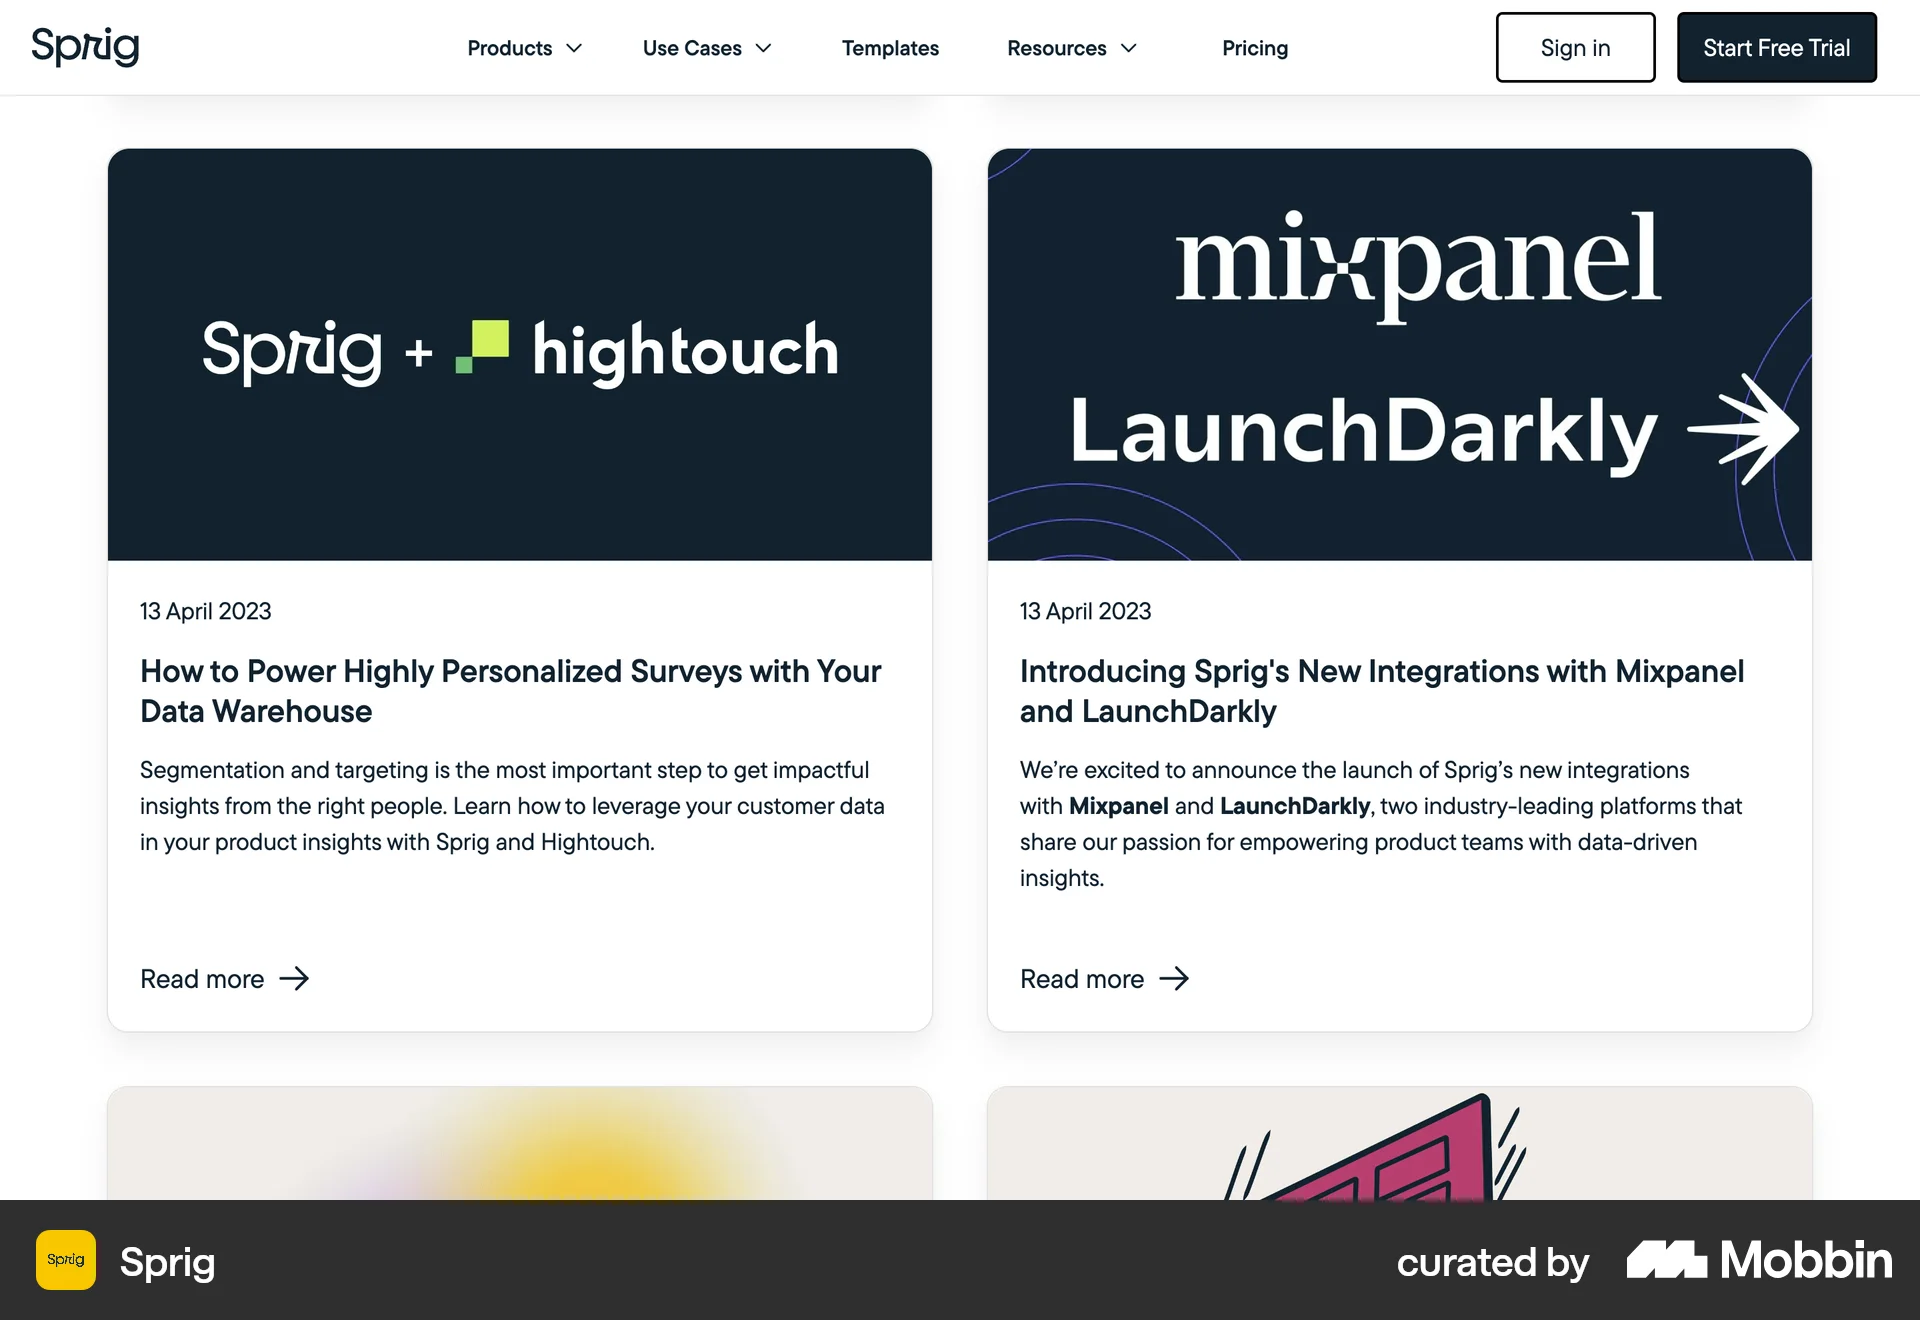 Sprig
Products
Use Cases
Templates
Resources
Pricing
Sign in
Start Free Trial
Sprig + hightouch
mixpanel
LaunchDarkly
13 April 2023
How to Power Highly Personalized Surveys with Your
Data Warehouse
Segmentation and targeting is the most important step to get impactful
insights from the right people. Learn how to leverage your customer data
in your product insights with Sprig and Hightouch.
Read more
13 April 2023
Introducing Sprig's New Integrations with Mixpanel
and LaunchDarkly
We’re excited to announce the launch of Sprig’s new integrations
with Mixpanel and LaunchDarkly, two industry-leading platforms that
share our passion for empowering product teams with data-driven
insights.
Read more
Sprig
Sprig
curated by
Mobbin